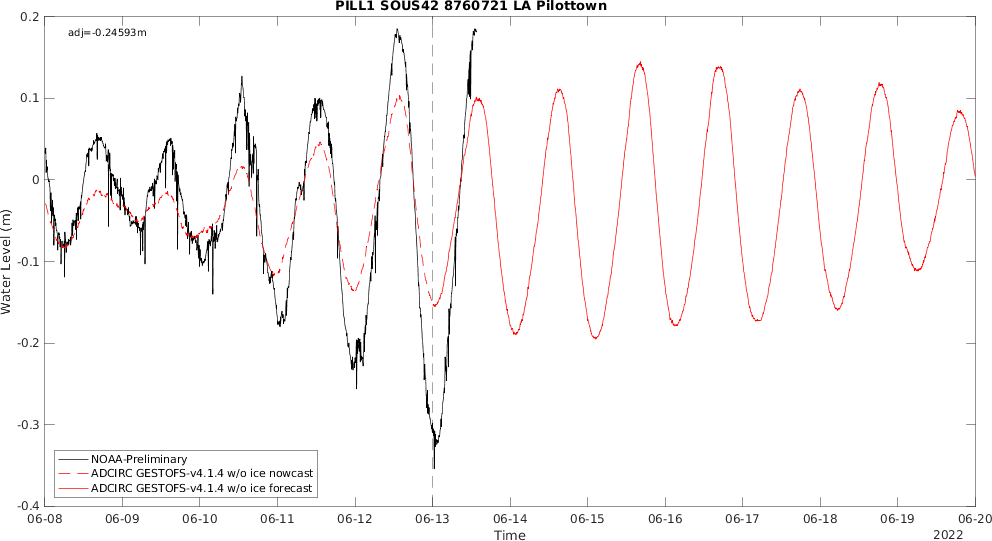 PILL1 SOUS42 8760721 LA Pilottown
adj=-0.24593m
0.2
0.1
0
-0.1
-0.2
-0.3
-0.4
Water Level (m)
NOAA-Preliminary
ADCIRC GESTOFS-v4.1.4 w/o ice nowcast
ADCIRC GESTOFS-v4.1.4 w/o ice forecast
06-08 06-09 06-10 06-11 06-12 06-13 06-14 06-15 06-16 06-17 06-18 06-19 06-20
Time
2022